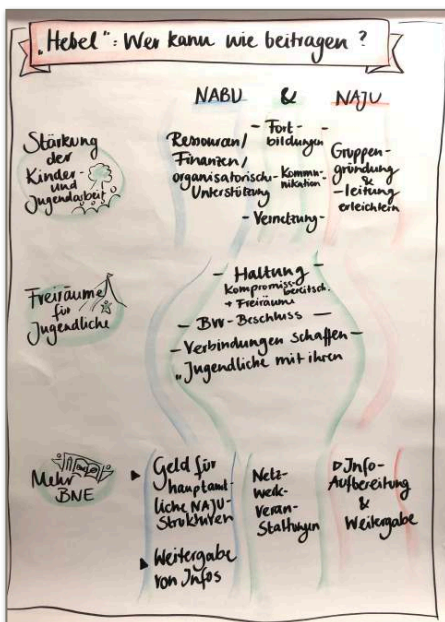 „Hebel": Wer kann wie beitragen?
NABU & NAJU
Stärkung
der
Kinder-
und
Jugendarbeit
Ressourcen/
Finanzen/
organisatorisch-
Unterstützung
- Fort-
bildungen
Kommu-
nikation-
- Vernetzung-
Gruppen-
gründung
&
-leitung
erleichtern
Freiräume
für
Jugendliche
- Haltung -
Kompromiss-
bereitsch.
+ Freiräume
- BVV-Beschluss -
- Verbindungen schaffen -
„Jugendliche mit ihren
Mehr
BNE
Geld für
hauptamt-
liche NAJU-
Strukturen
Weitergabe
von Infos
Netz-
werk-
veran-
staltungen
Info-
Aufbereitung
&
Weitergabe